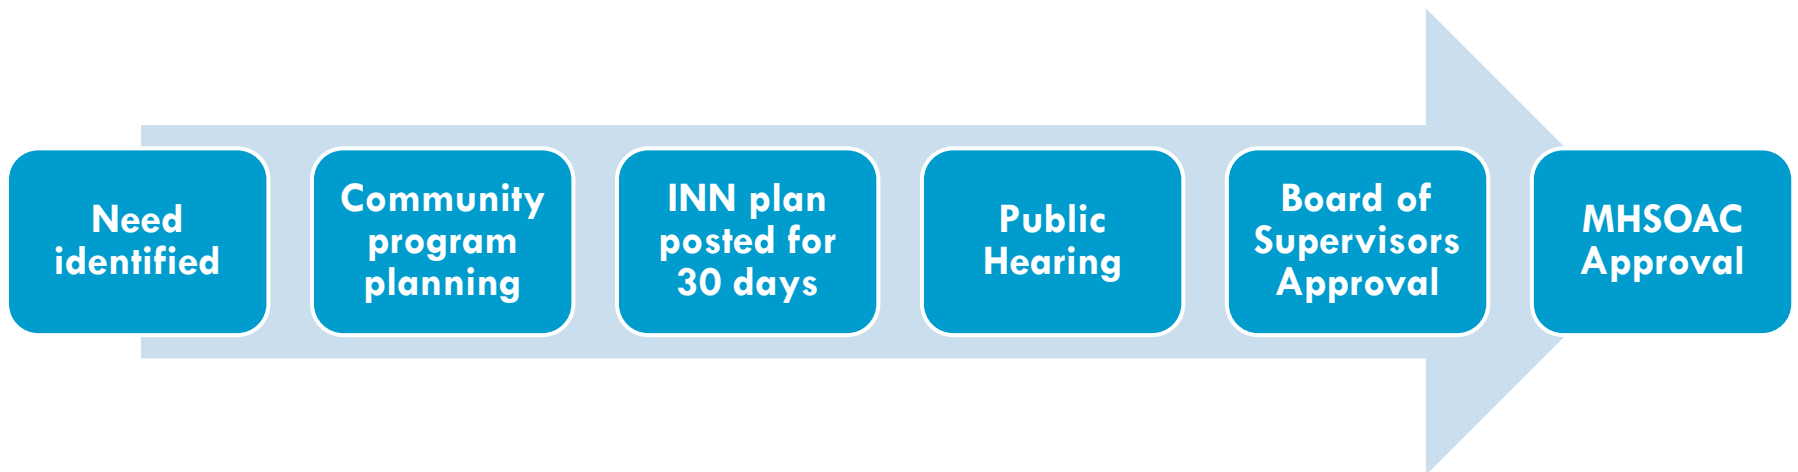 Need
identified
Community
program
planning
INN plan
posted for
30 days
Public
Hearing
Board of
Supervisors
Approval
MHSOAC
Approval